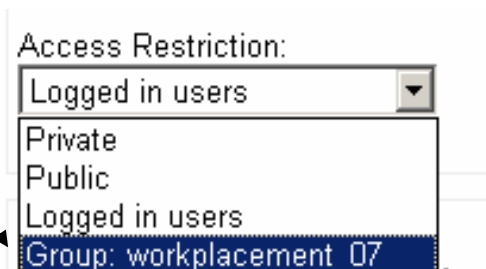 Access Restriction:
Logged in users
Private
Public
Logged in users
Group: workplacement_07